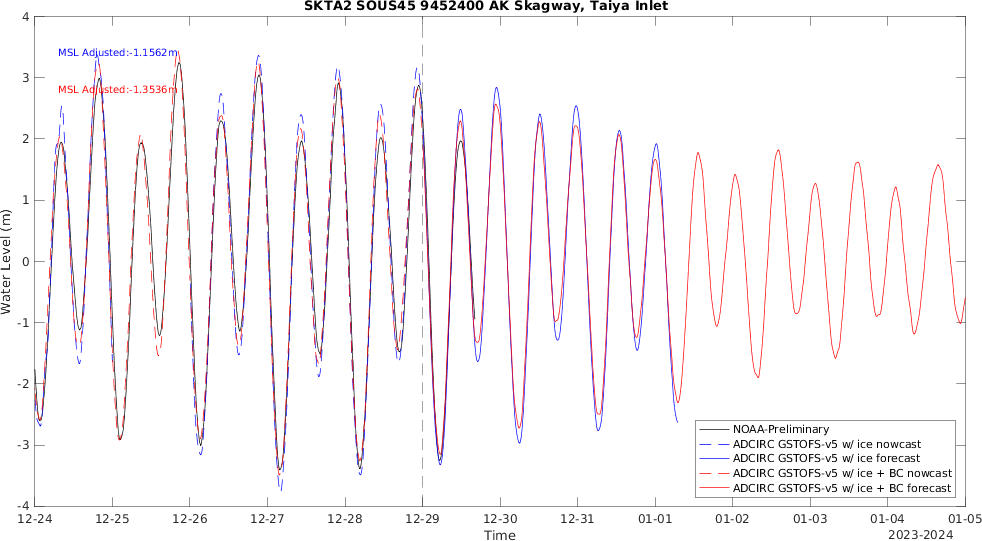 SKTA2 SOUS45 9452400 AK Skagway, Taiya Inlet
MSL Adjusted:-1.1562m
MSL Adjusted:-1.3536m
Water Level (m)
4
3
2
1
0
-1
-2
-3
-4
12-24
12-25
12-26
12-27
12-28
12-29
12-30
12-31
01-01
01-02
01-03
01-04
01-05
Time
2023-2024
NOAA-Preliminary
ADCIRC GSTOFS-v5 w/ ice nowcast
ADCIRC GSTOFS-v5 w/ ice forecast
ADCIRC GSTOFS-v5 w/ ice + BC nowcast
ADCIRC GSTOFS-v5 w/ ice + BC forecast